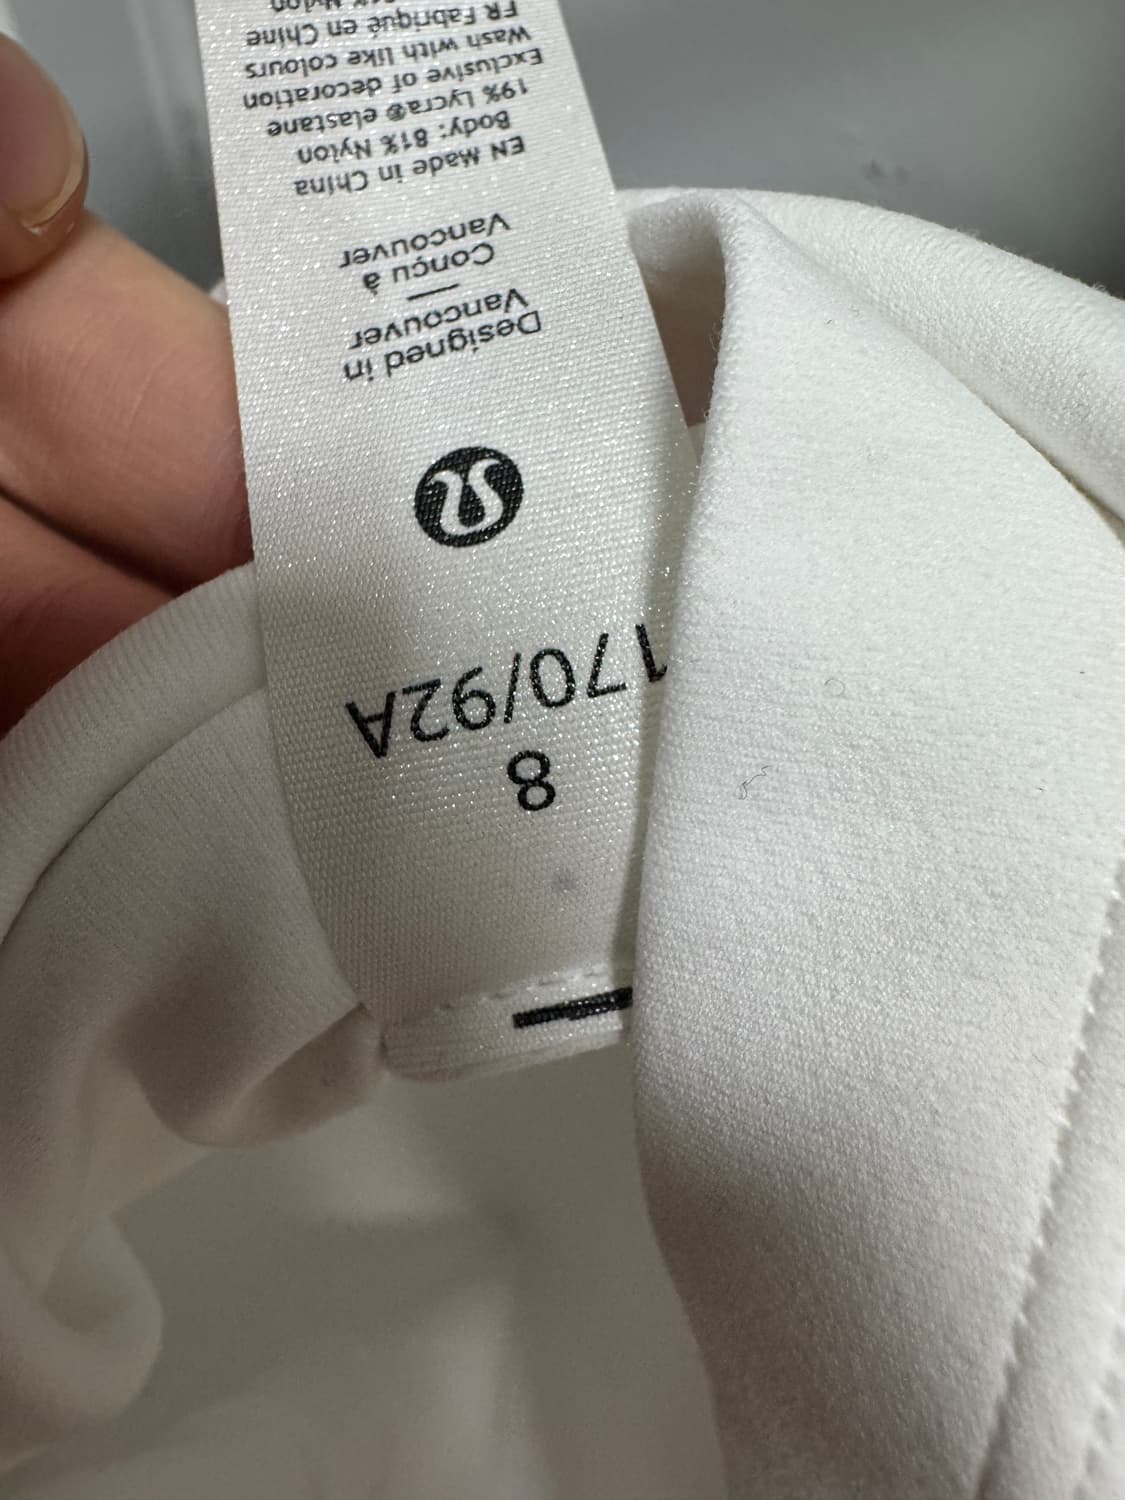 8
170/92A
Designed in
Vancouver
Conçu à
Vancouver
EN Made in China
Body: 81% Nylon
19% Lycra® elastane
Exclusive of decoration
Wash with like colours
FR Fabriqué en Chine